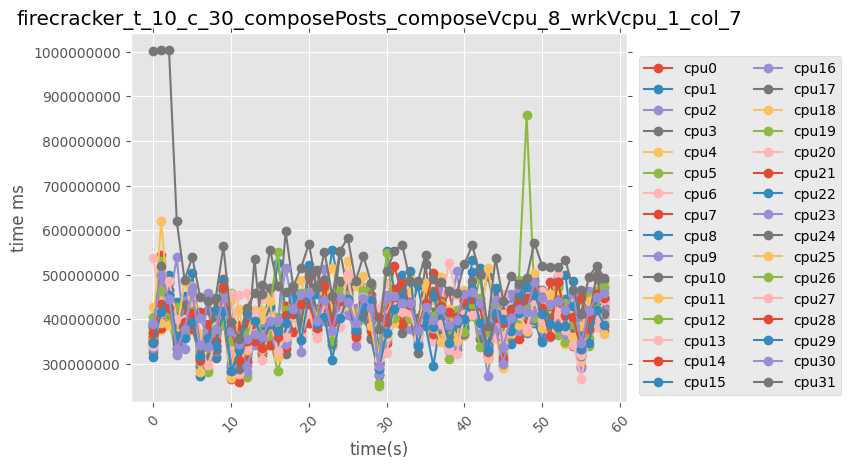 firecracker_t_10_c_30_composePosts_composeVcpu_8_wrkVcpu_1_col_7
1000000000
900000000
800000000
700000000
600000000
500000000
400000000
300000000
time ms
0
10
20
30
40
50
60
time(s)
cpu0
cpu1
cpu2
cpu3
cpu4
cpu5
cpu6
cpu7
cpu8
cpu9
cpu10
cpu11
cpu12
cpu13
cpu14
cpu15
cpu16
cpu17
cpu18
cpu19
cpu20
cpu21
cpu22
cpu23
cpu24
cpu25
cpu26
cpu27
cpu28
cpu29
cpu30
cpu31